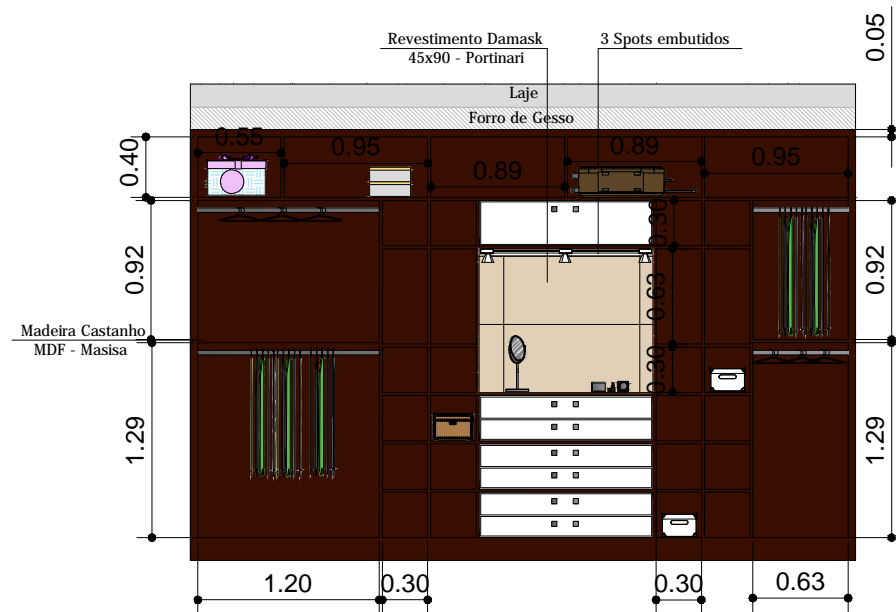 0.05
Revestimento Damask
45x90 - Portinari
3 Spots embutidos
Laje
Forro de Gesso
0.40
0.55
0.95
0.89
0.89
0.95
0.30
0.92
0.92
0.63
Madeira Castanho
MDF - Masisa
0.30
1.29
1.29
1.20
0.30
0.30
0.63